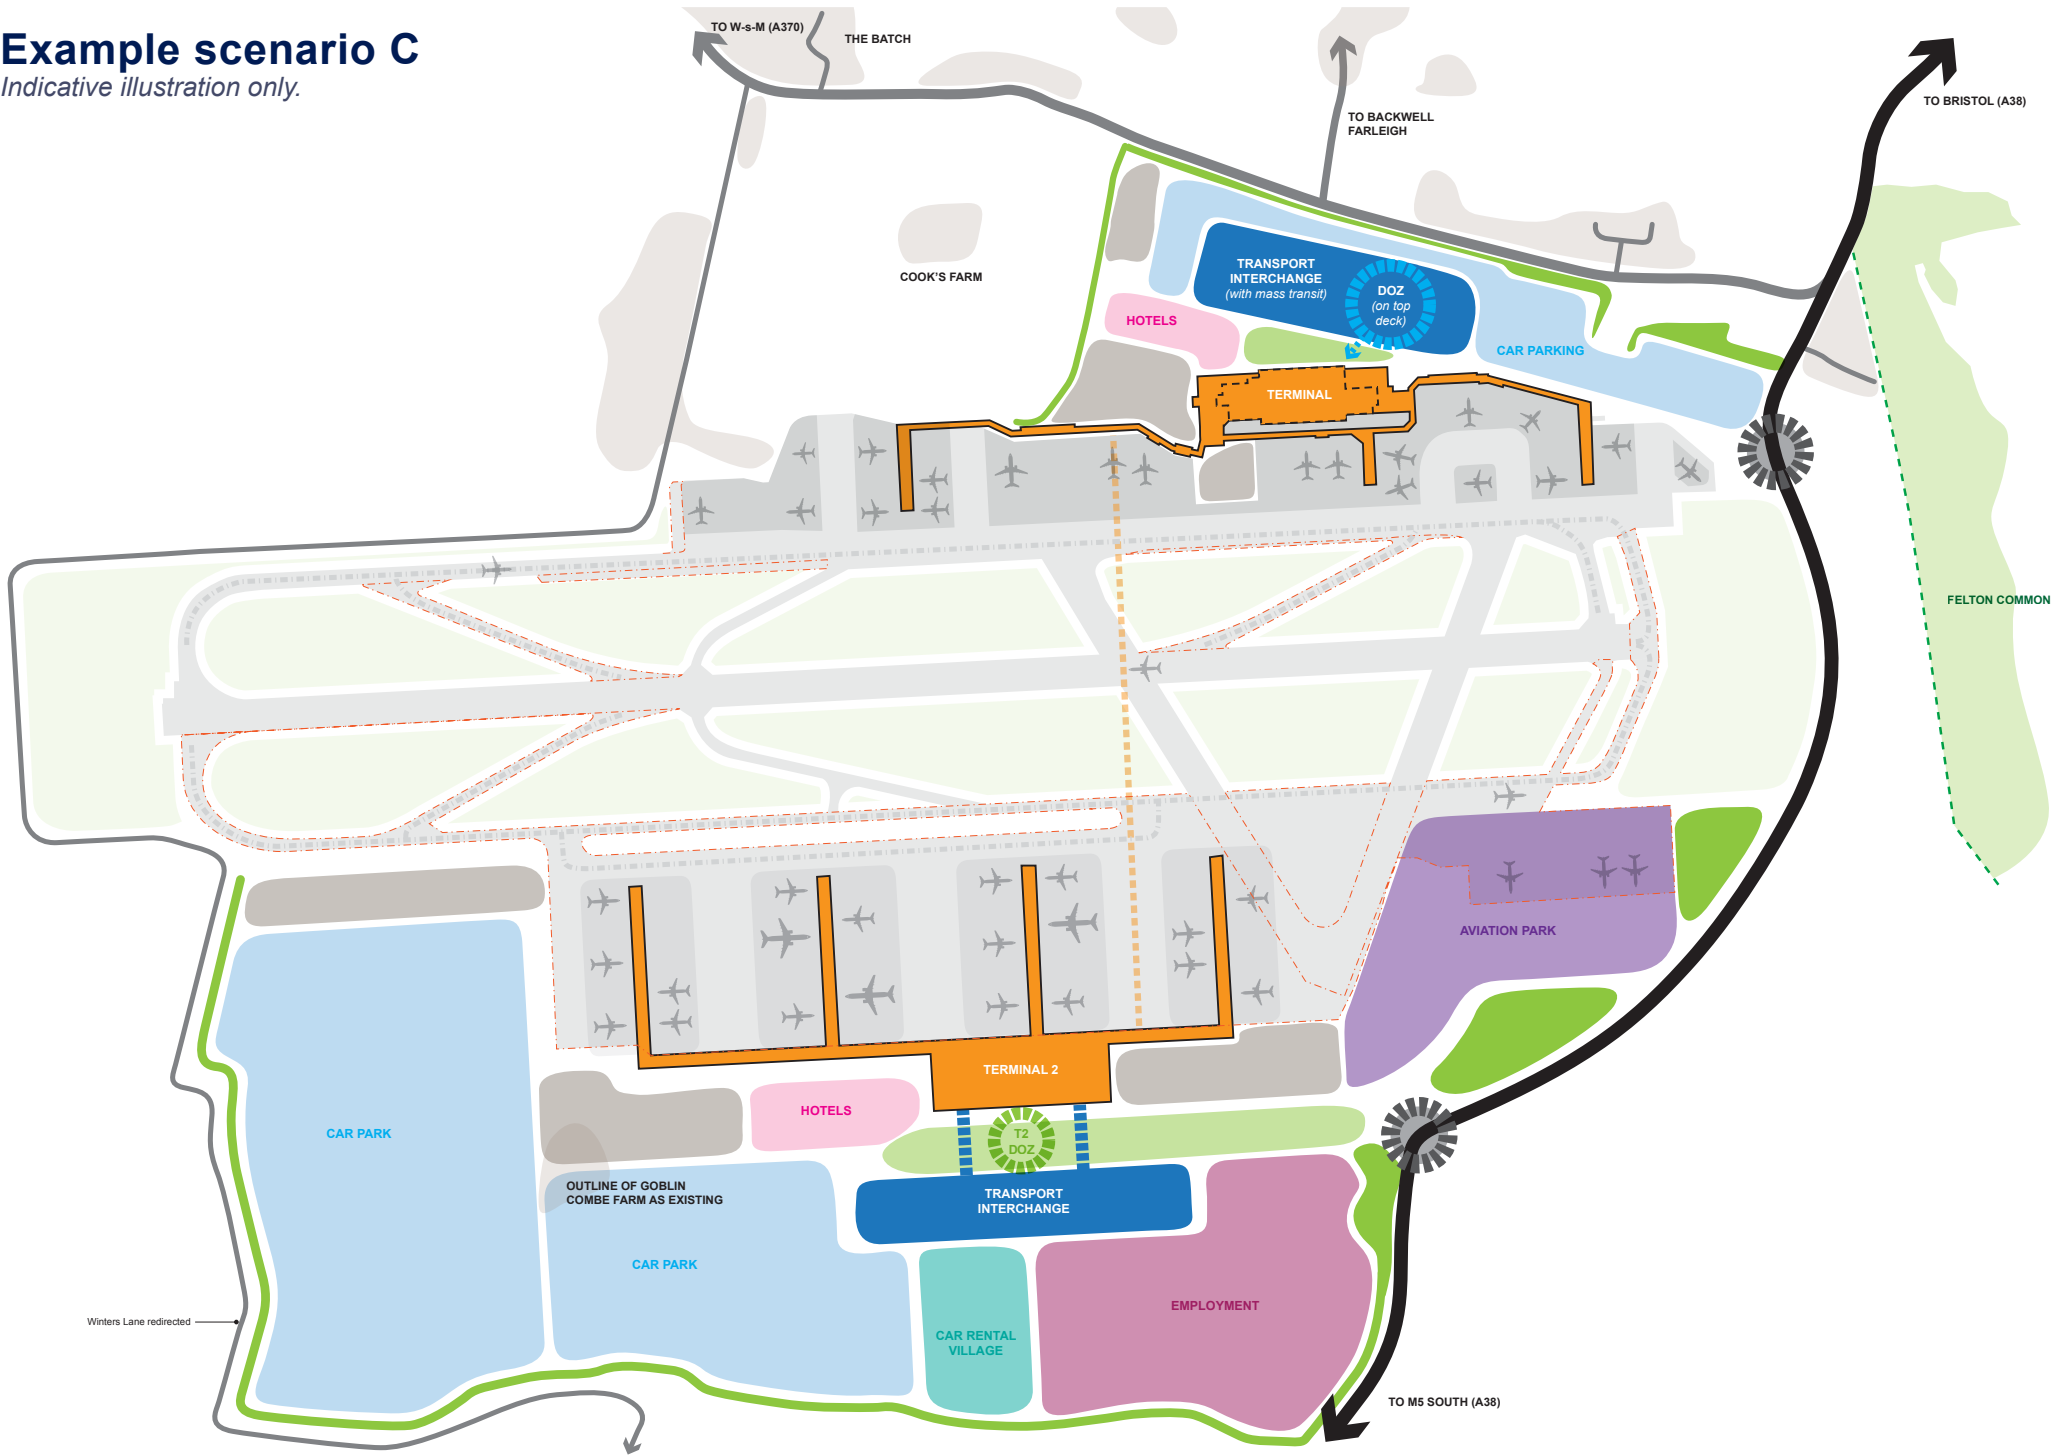 Example scenario C
Indicative illustration only.
TO W-s-M (A370)
THE BATCH
TO BACKWELL
FARLEIGH
TO BRISTOL (A38)
COOK'S FARM
TRANSPORT
INTERCHANGE
(with mass transit)
DOZ
(on top
deck)
HOTELS
CAR PARKING
TERMINAL
FELTON COMMON
AVIATION PARK
TERMINAL 2
HOTELS
T2
DOZ
CAR PARK
OUTLINE OF GOBLIN
COMBE FARM AS EXISTING
TRANSPORT
INTERCHANGE
CAR PARK
EMPLOYMENT
Winters Lane redirected
CAR RENTAL
VILLAGE
TO M5 SOUTH (A38)